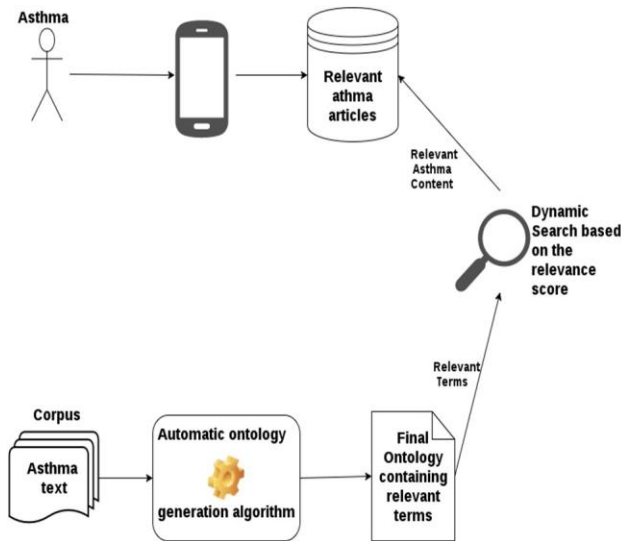 Asthma
Relevant
athma
articles
Relevant
Asthma
Content
Dynamic
Search based
on the
relevance
score
Relevant
Terms
Corpus
Asthma
text
Automatic ontology
generation algorithm
Final
Ontology
containing
relevant
terms